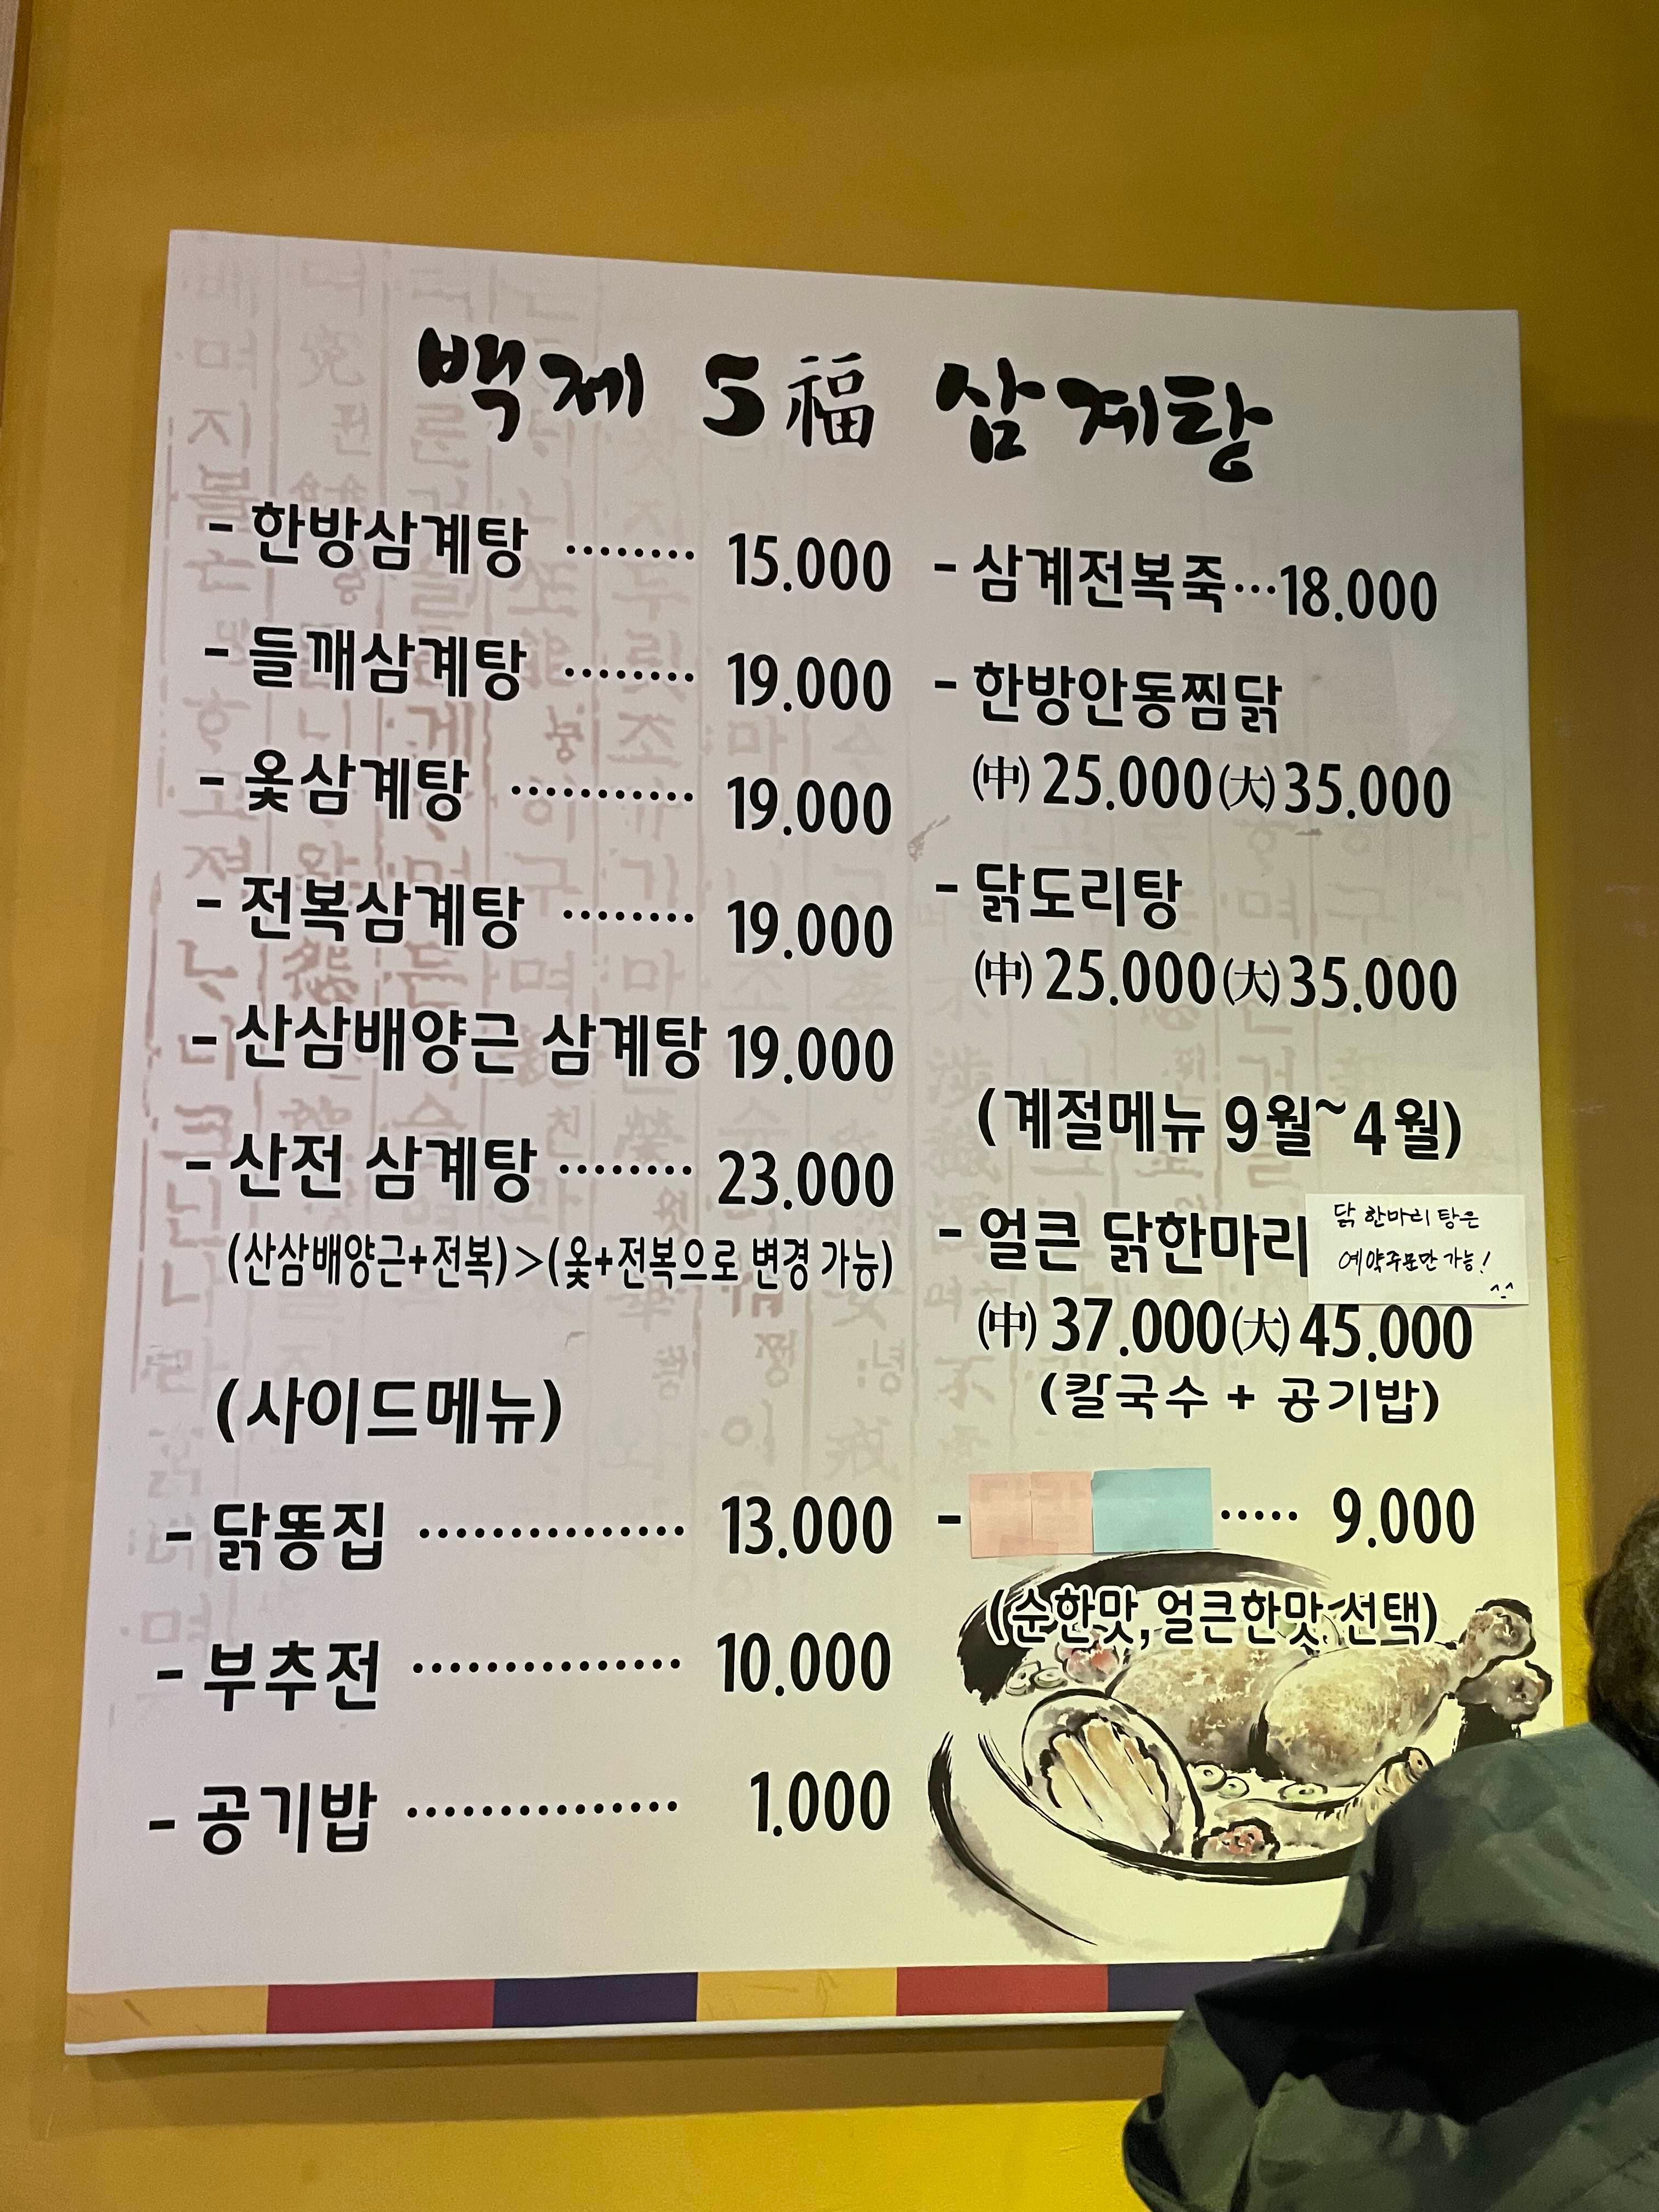 백제 5福 삼계탕
- 한방삼계탕 ········ 15.000
- 들깨삼계탕 ········ 19.000
- 옻삼계탕 ··········· 19.000
- 전복삼계탕 ········ 19.000
- 산삼배양근 삼계탕 19.000
- 산전 삼계탕 ········ 23.000
(산삼배양근+전복)>(옻+전복으로 변경 가능)
(사이드메뉴)
- 닭똥집 ··············· 13.000
- 부추전 ··············· 10.000
- 공기밥 ··············· 1.000
- 삼계전복죽···18.000
- 한방안동찜닭
(中) 25.000(大)35.000
- 닭도리탕
(中) 25.000(大)35.000
(계절메뉴 9월~4월)
- 얼큰 닭한마리
닭 한마리 탕은
예약주문만 가능!
^-^
(中) 37.000(大)45.000
(칼국수 + 공기밥)
- ····· 9.000
(순한맛,얼큰한맛 선택)